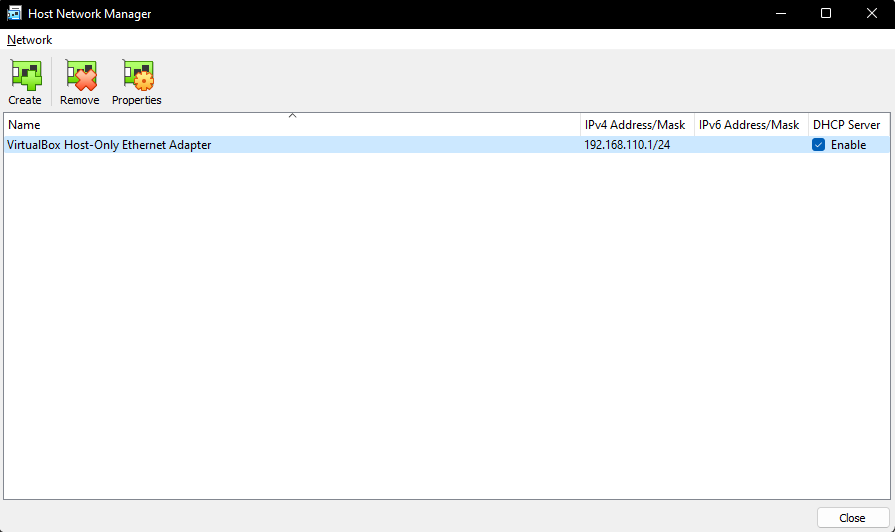 Host Network Manager
Network
Create Remove Properties
Name IPv4 Address/Mask IPv6 Address/Mask DHCP Server
VirtualBox Host-Only Ethernet Adapter 192.168.110.1/24 Enable
Close